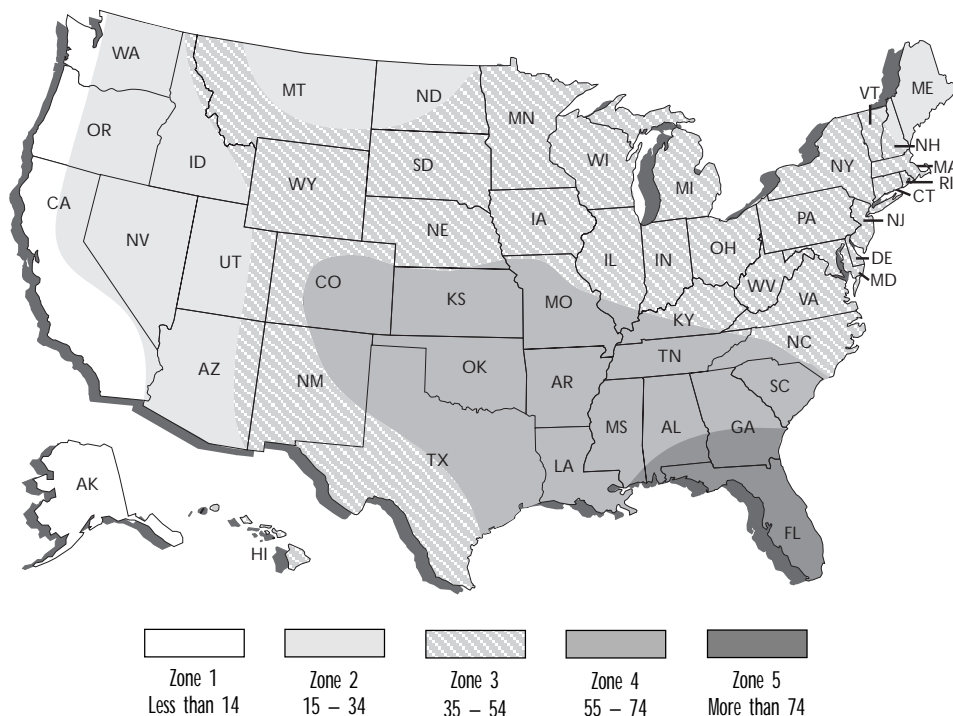 WA
MT
ND
MN
VT
ME
OR
ID
SD
WI
NY
NH
MA
RI
CT
WY
MI
CA
NV
UT
NE
IA
PA
NJ
CO
KS
IL
IN
OH
DE
MD
MO
WV
VA
KY
AZ
NM
OK
AR
TN
NC
SC
MS
AL
GA
TX
LA
AK
FL
HI
Zone 1
Less than 14
Zone 2
15 – 34
Zone 3
35 – 54
Zone 4
55 – 74
Zone 5
More than 74